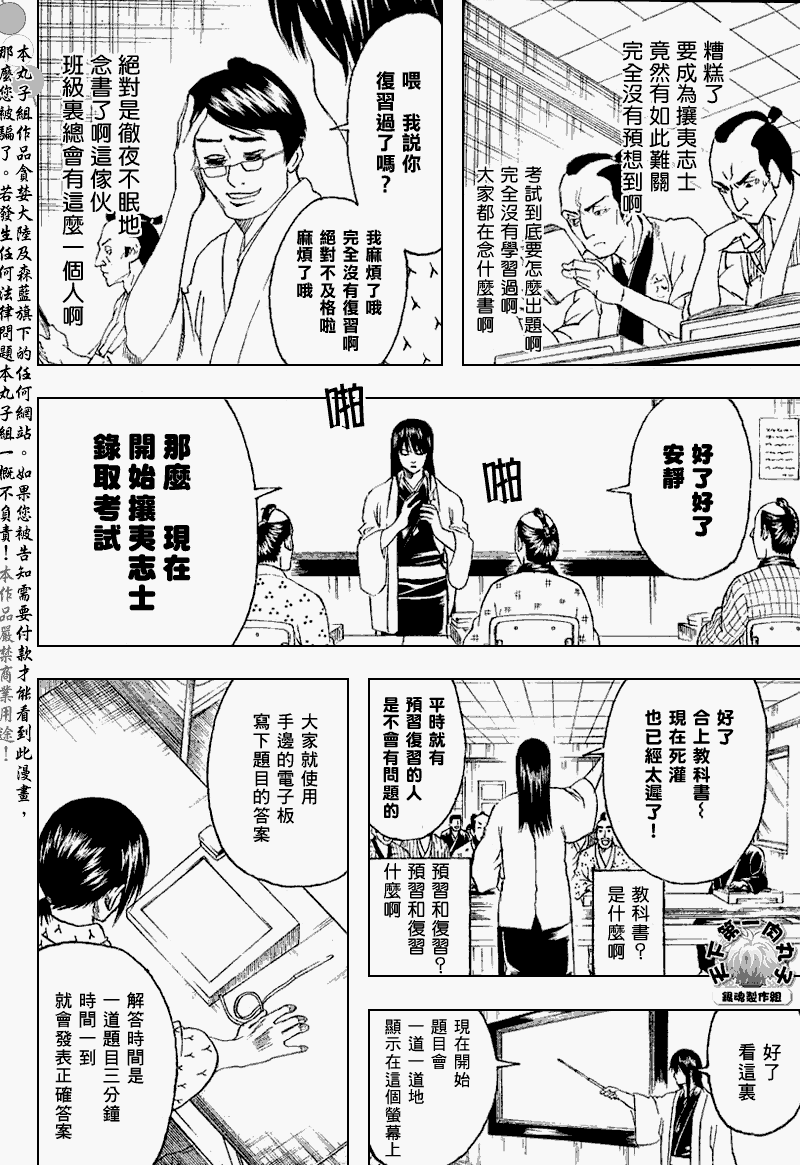 糟糕了
要成為攘夷志士
竟然有如此難關
完全沒有預想到啊
考試到底要怎麼出題啊
完全沒有學習過啊
大家都在念什麼書啊
喂 我說你
復習過了嗎？
我麻煩了哦
完全沒有復習啊
絕對不及格啦
麻煩了哦
絕對是徹夜不眠地
念書了啊這傢伙
班級裏總會有這麼一個人啊
好了好了
安靜
啪
啪
那麼 現在
開始攘夷志士
錄取考試
好了
合上教科書～
現在死灌
也已經太遲了！
教科書？
是什麼啊
平時就有
預習復習的人
是不會有問題的
預習和復習？
預習和復習
什麼啊
大家就使用
手邊的電子板
寫下題目的答案
解答時間是
一道題目三分鐘
時間一到
就會發表正確答案
好了
看這裏
現在開始
題目會
一道一道地
顯示在這個螢幕上
天下第一肉丸子
銀魂製作組
本丸子組作品貪婪大陸及森藍旗下的任何網站。如果您被告知需要付款才能看到此漫畫，
那麼您被騙了。若發生任何法律問題本丸子組一概不負責！本作品嚴禁商業用途！